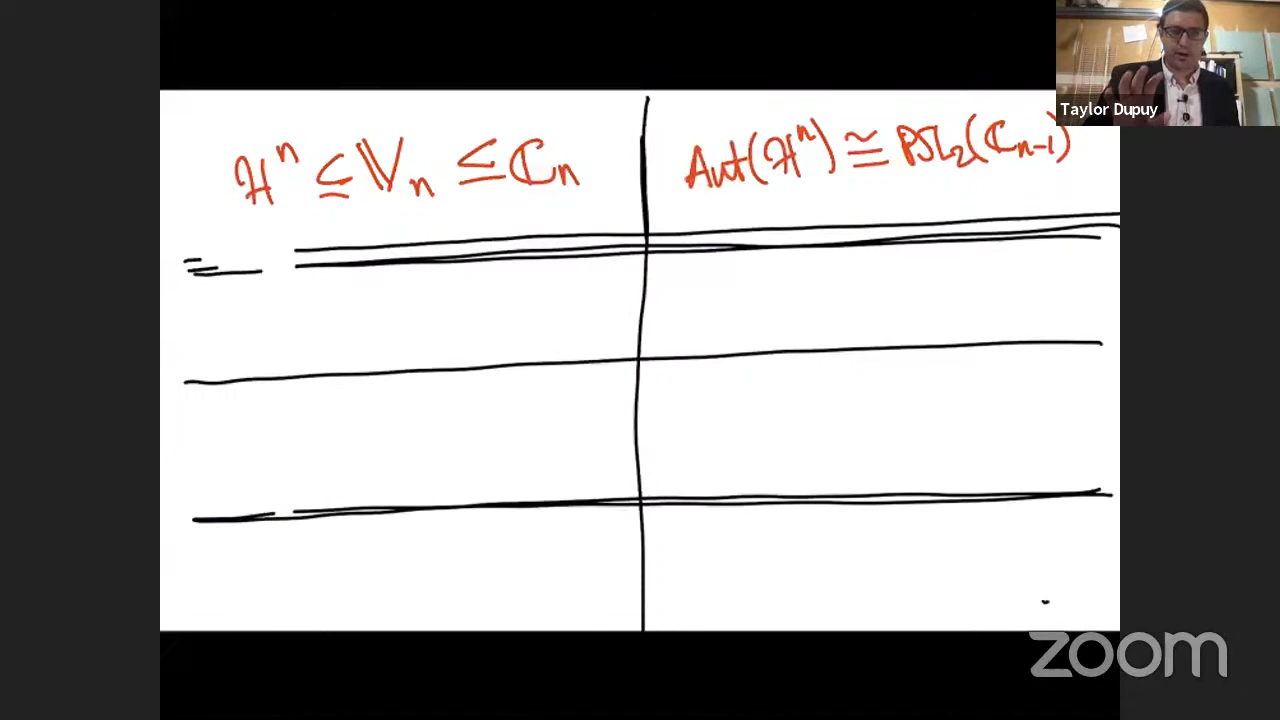 Taylor Dupuy
ℋⁿ ⊆ 𝕍ₙ ⊆ ℂₙ
Aut(ℋⁿ) ≅ PSL₂(ℂₙ₋₁)
zoom